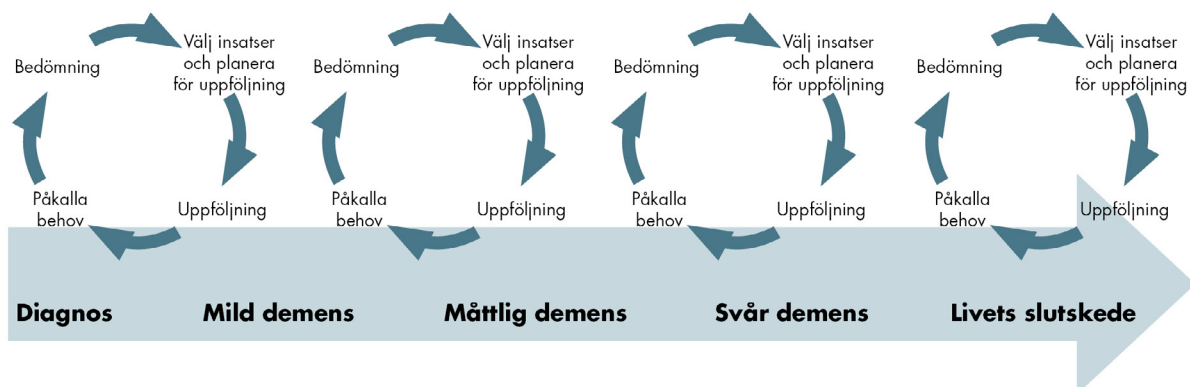 Bedömning
Välj insatser
och planera
för uppföljning
Uppföljning
Påkalla
behov
Bedömning
Välj insatser
och planera
för uppföljning
Uppföljning
Påkalla
behov
Bedömning
Välj insatser
och planera
för uppföljning
Uppföljning
Påkalla
behov
Bedömning
Välj insatser
och planera
för uppföljning
Uppföljning
Påkalla
behov
Diagnos
Mild demens
Måttlig demens
Svår demens
Livets slutskede